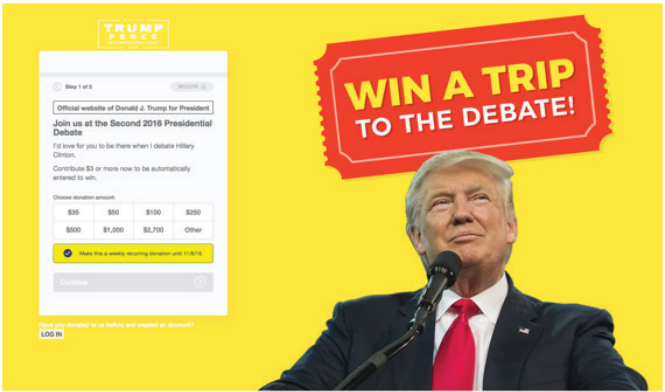 TRUMP
PENCE
WIN A TRIP
TO THE DEBATE!
Step 1 of 3
SECURE
Official website of Donald J. Trump for President
Join us at the Second 2016 Presidential
Debate
I'd love for you to be there when I debate Hillary
Clinton.
Contribute $3 or more now to be automatically
entered to win.
Choose donation amount:
$35 $50 $100 $250
$500 $1,000 $2,700 Other
Make this a weekly recurring donation until 11/8/16.
Continue
Have you donated to us before and created an account?
LOG IN